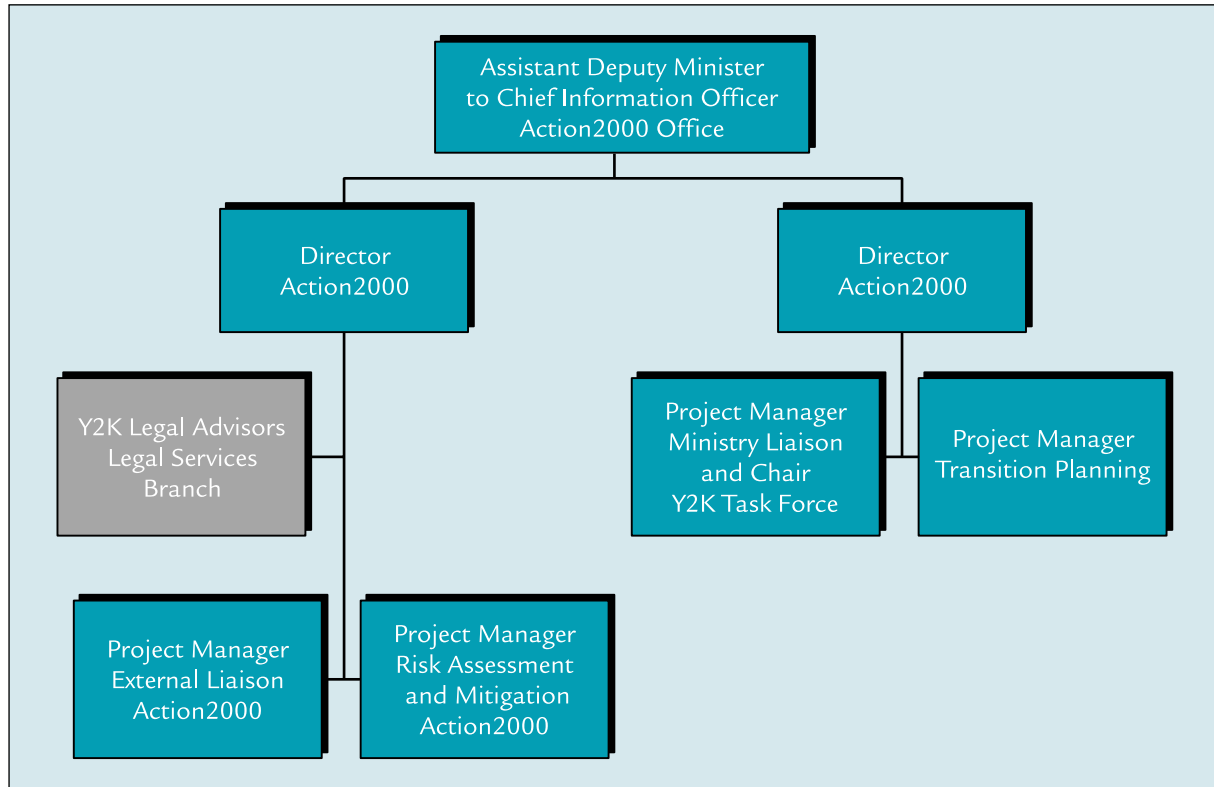 Assistant Deputy Minister
to Chief Information Officer
Action2000 Office
Director
Action2000
Director
Action2000
Y2K Legal Advisors
Legal Services
Branch
Project Manager
Ministry Liaison
and Chair
Y2K Task Force
Project Manager
Transition Planning
Project Manager
External Liaison
Action2000
Project Manager
Risk Assessment
and Mitigation
Action2000